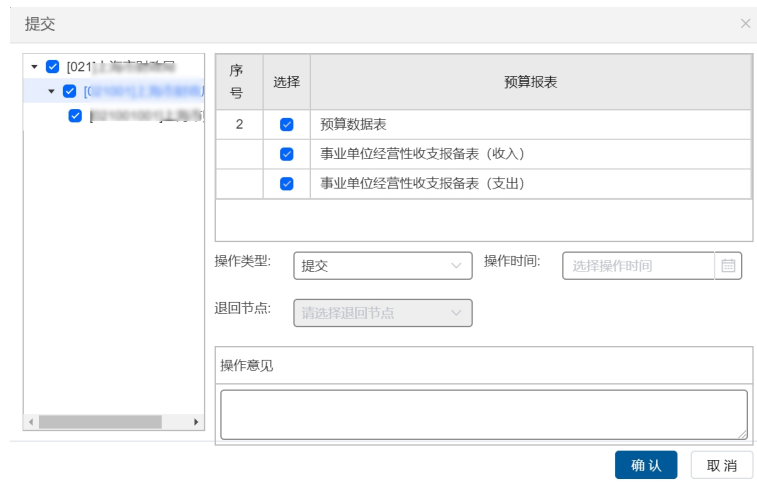 提交
[021]
[
序号 选择 预算报表
2 预算数据表
事业单位经营性收支报备表（收入）
事业单位经营性收支报备表（支出）
操作类型: 提交 操作时间: 选择操作时间
退回节点: 请选择退回节点
操作意见
确认 取消